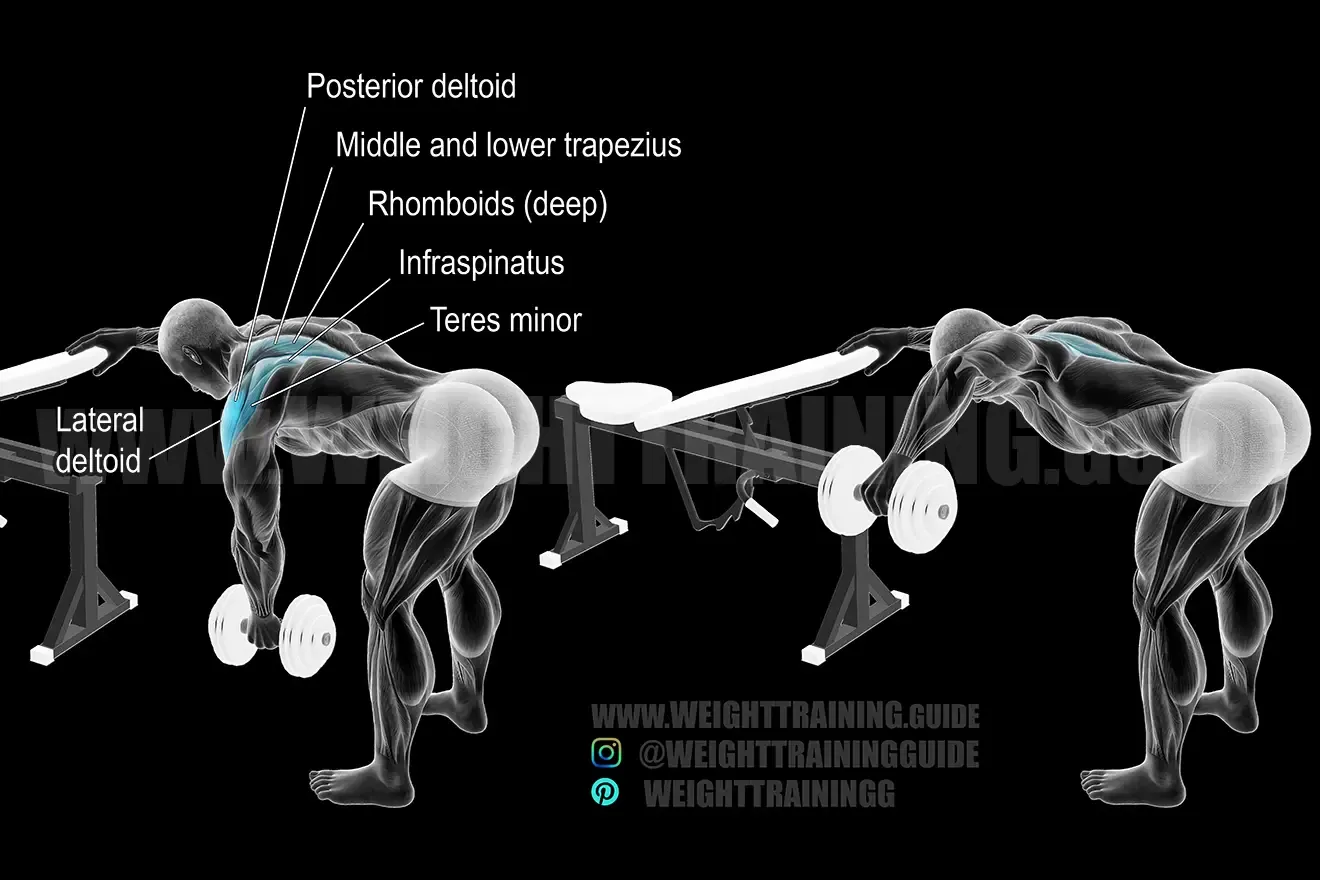 Posterior deltoid
Middle and lower trapezius
Rhomboids (deep)
Infraspinatus
Teres minor
Lateral
deltoid
WWW.WEIGHTTRAINING.GUIDE
WWW.WEIGHTTRAINING.GUIDE
@WEIGHTTRAININGGUIDE
WEIGHTTRAININGG